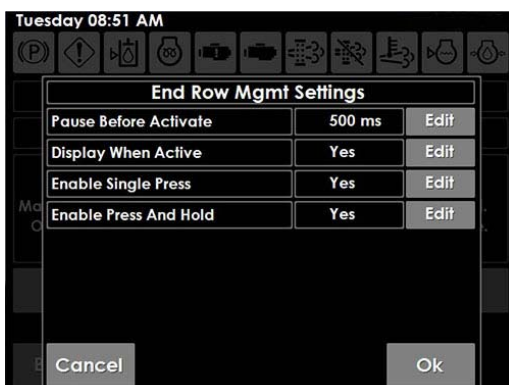 Tuesday 08:51 AM
(P)
End Row Mgmt Settings
Pause Before Activate 500 ms Edit
Display When Active Yes Edit
Enable Single Press Yes Edit
Enable Press And Hold Yes Edit
Ma
O
Cancel Ok